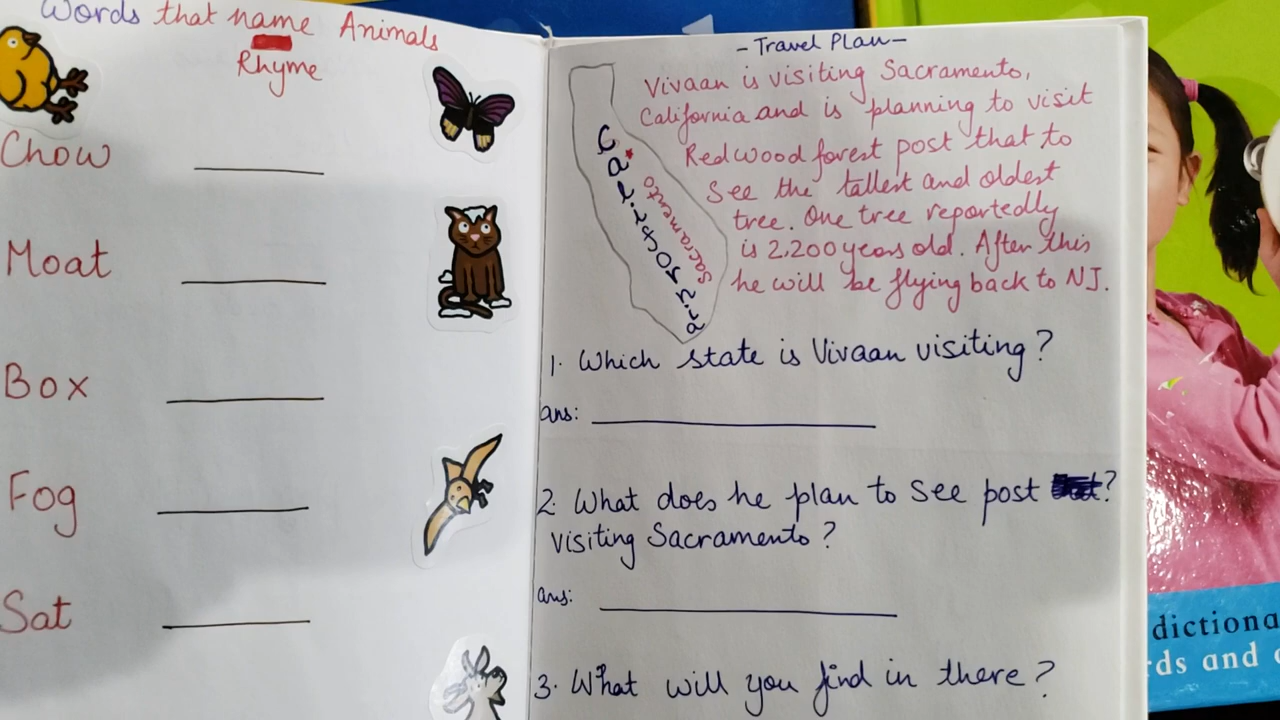 Words that name Animals
Rhyme
Chow
Moat
Box
Fog
Sat
- Travel Plan -
Vivaan is visiting Sacramento,
California and is planning to visit
Redwood forest post that to
See the tallest and oldest
tree. One tree reportedly
is 2,200 years old. After this
he will be flying back to NJ.
Sacramento
1. Which state is Vivaan visiting?
ans:
2. What does he plan to see post ?
visiting Sacramento?
ans:
3. What will you find in there?
dictiona
rds and